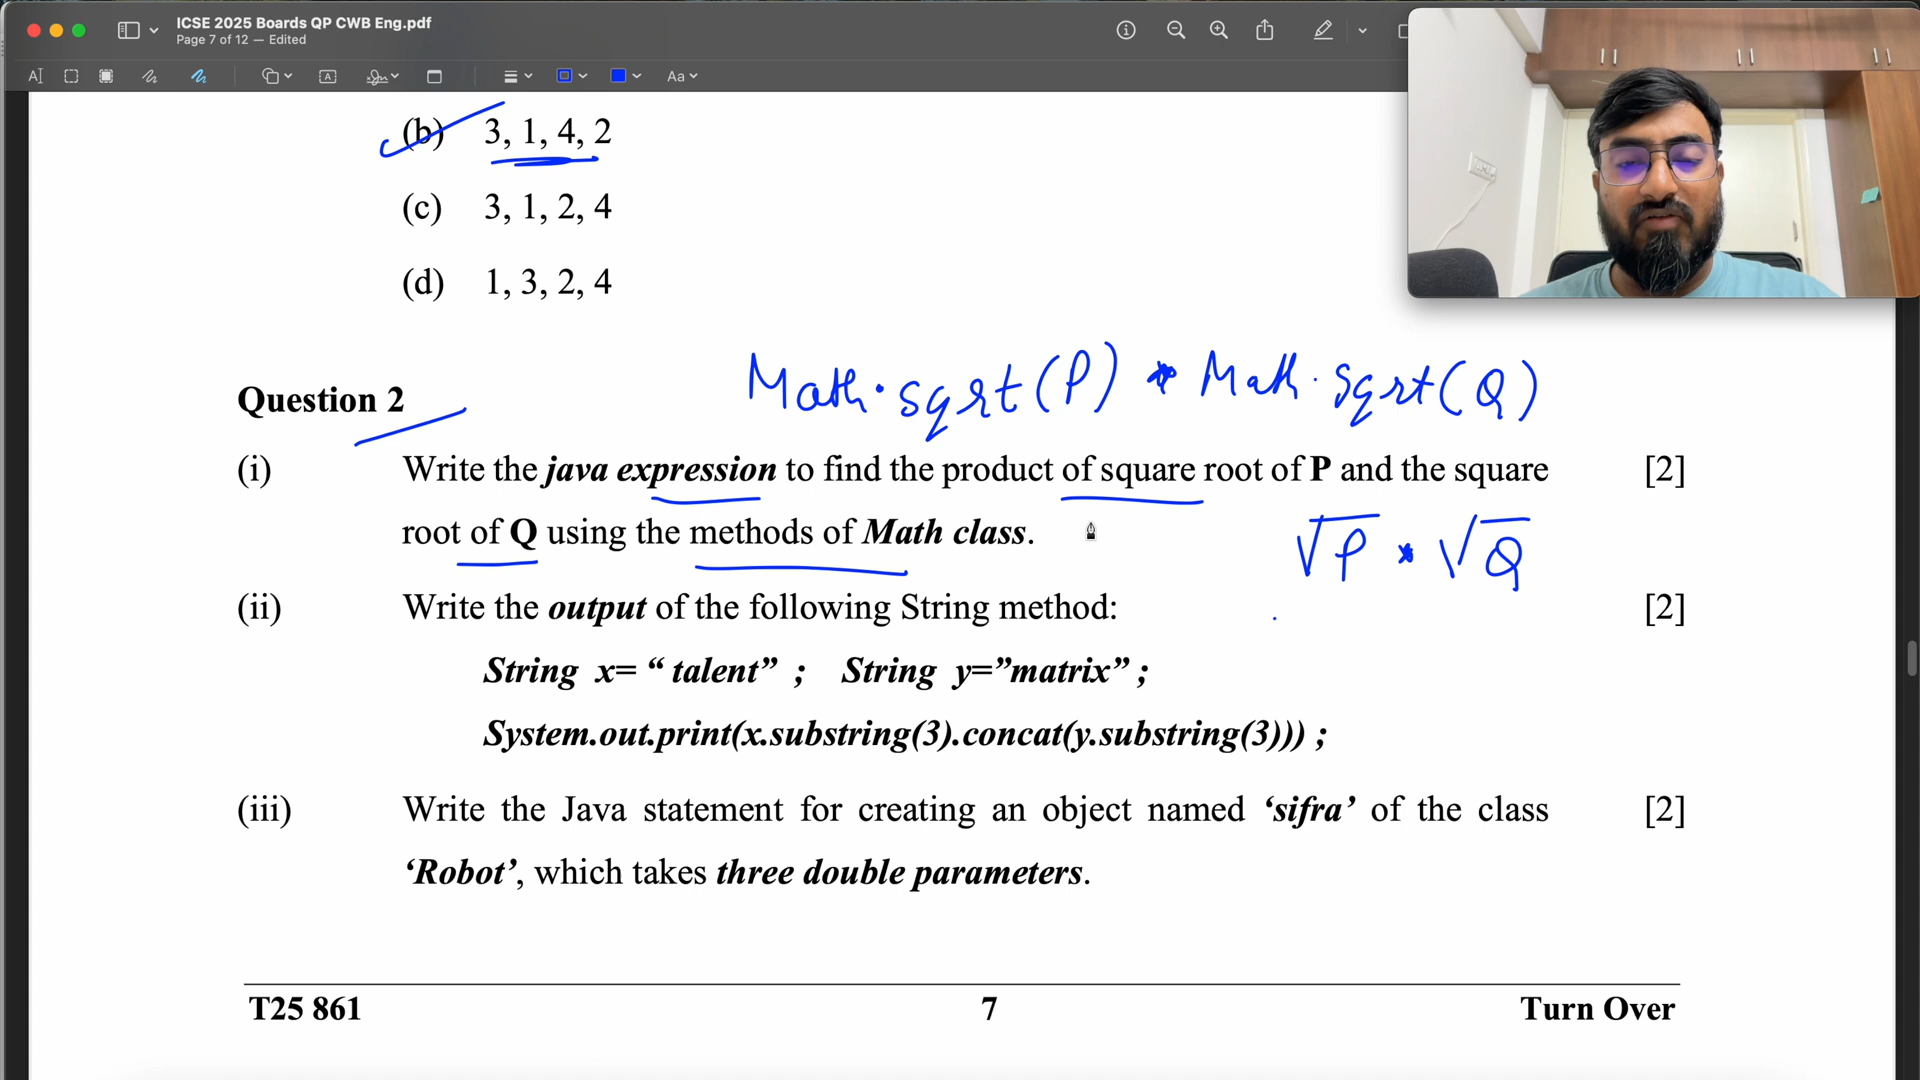 ICSE 2025 Boards QP CWB Eng.pdf
Page 7 of 12 — Edited
Aa
(b) 3, 1, 4, 2
(c) 3, 1, 2, 4
(d) 1, 3, 2, 4
Math.sqrt(P) * Math.sqrt(Q)
Question 2
(i) Write the java expression to find the product of square root of P and the square [2]
root of Q using the methods of Math class.
√P * √Q
(ii) Write the output of the following String method: [2]
String x= “ talent” ; String y=”matrix” ;
System.out.print(x.substring(3).concat(y.substring(3))) ;
(iii) Write the Java statement for creating an object named ‘sifra’ of the class [2]
‘Robot’, which takes three double parameters.
T25 861 7 Turn Over